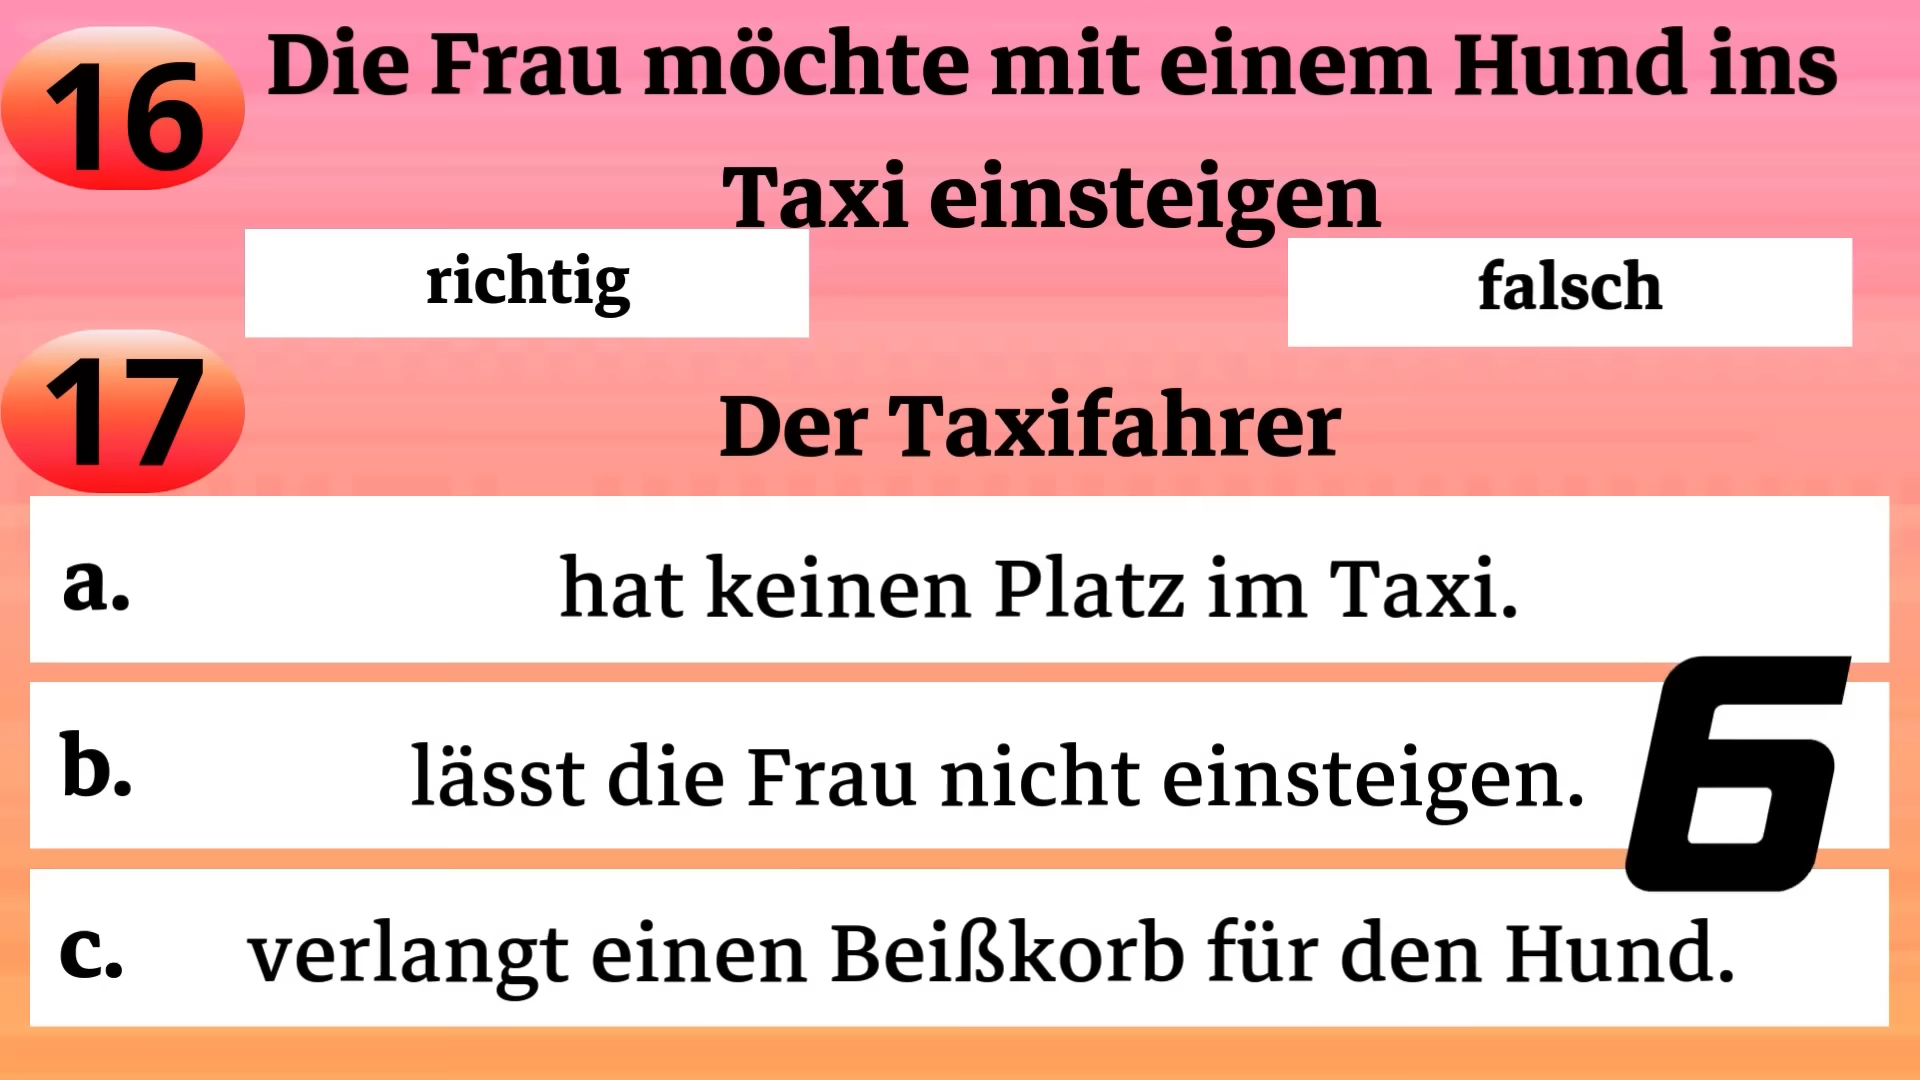 16
Die Frau möchte mit einem Hund ins
Taxi einsteigen
richtig
falsch
17
Der Taxifahrer
a.
hat keinen Platz im Taxi.
b.
lässt die Frau nicht einsteigen.
6
c.
verlangt einen Beißkorb für den Hund.